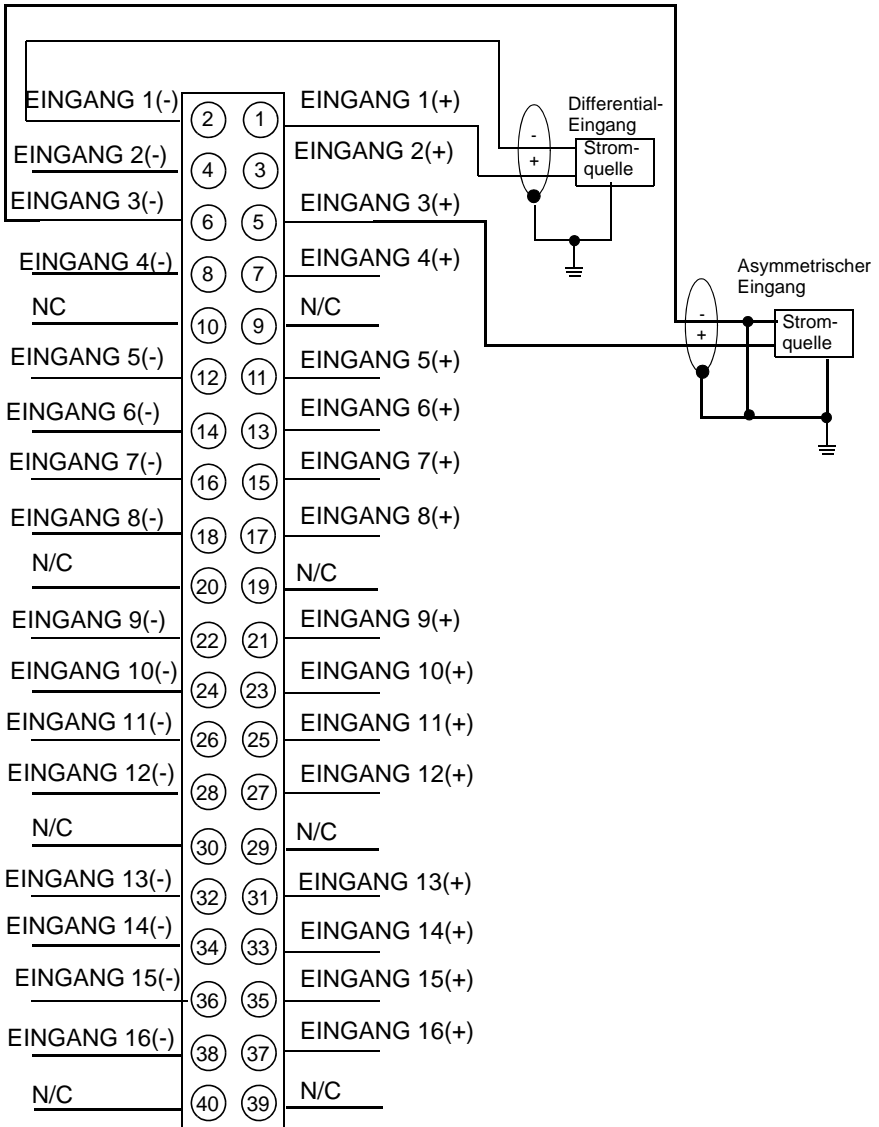 EINGANG 1(-) 2 1 EINGANG 1(+)
EINGANG 2(-) 4 3 EINGANG 2(+)
EINGANG 3(-) 6 5 EINGANG 3(+)
EINGANG 4(-) 8 7 EINGANG 4(+)
NC 10 9 N/C
EINGANG 5(-) 12 11 EINGANG 5(+)
EINGANG 6(-) 14 13 EINGANG 6(+)
EINGANG 7(-) 16 15 EINGANG 7(+)
EINGANG 8(-) 18 17 EINGANG 8(+)
N/C 20 19 N/C
EINGANG 9(-) 22 21 EINGANG 9(+)
EINGANG 10(-) 24 23 EINGANG 10(+)
EINGANG 11(-) 26 25 EINGANG 11(+)
EINGANG 12(-) 28 27 EINGANG 12(+)
N/C 30 29 N/C
EINGANG 13(-) 32 31 EINGANG 13(+)
EINGANG 14(-) 34 33 EINGANG 14(+)
EINGANG 15(-) 36 35 EINGANG 15(+)
EINGANG 16(-) 38 37 EINGANG 16(+)
N/C 40 39 N/C
Differential-
Eingang
-
+
Strom-
quelle
Asymmetrischer
Eingang
-
+
Strom-
quelle